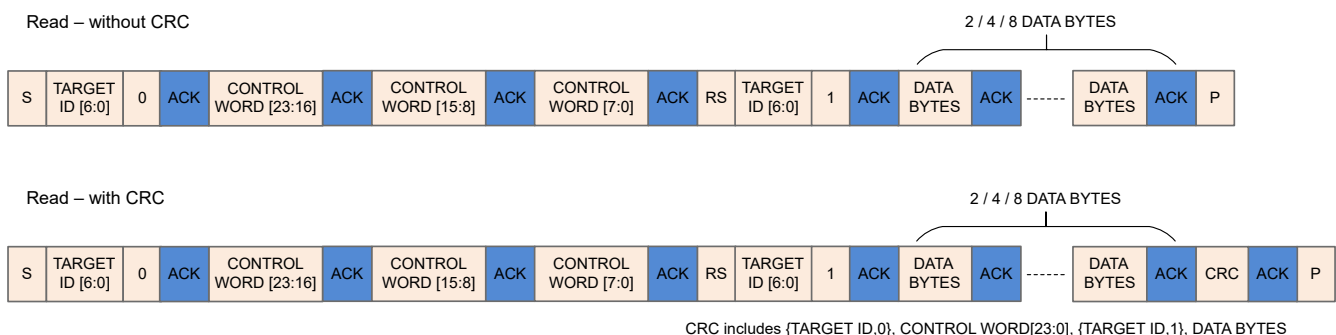 Read – without CRC
2 / 4 / 8 DATA BYTES
S TARGET ID [6:0] 0 ACK CONTROL WORD [23:16] ACK CONTROL WORD [15:8] ACK CONTROL WORD [7:0] ACK RS TARGET ID [6:0] 1 ACK DATA BYTES ACK ------ DATA BYTES ACK P
Read – with CRC
2 / 4 / 8 DATA BYTES
S TARGET ID [6:0] 0 ACK CONTROL WORD [23:16] ACK CONTROL WORD [15:8] ACK CONTROL WORD [7:0] ACK RS TARGET ID [6:0] 1 ACK DATA BYTES ACK ------ DATA BYTES ACK CRC ACK P
CRC includes {TARGET ID,0}, CONTROL WORD[23:0], {TARGET ID,1}, DATA BYTES